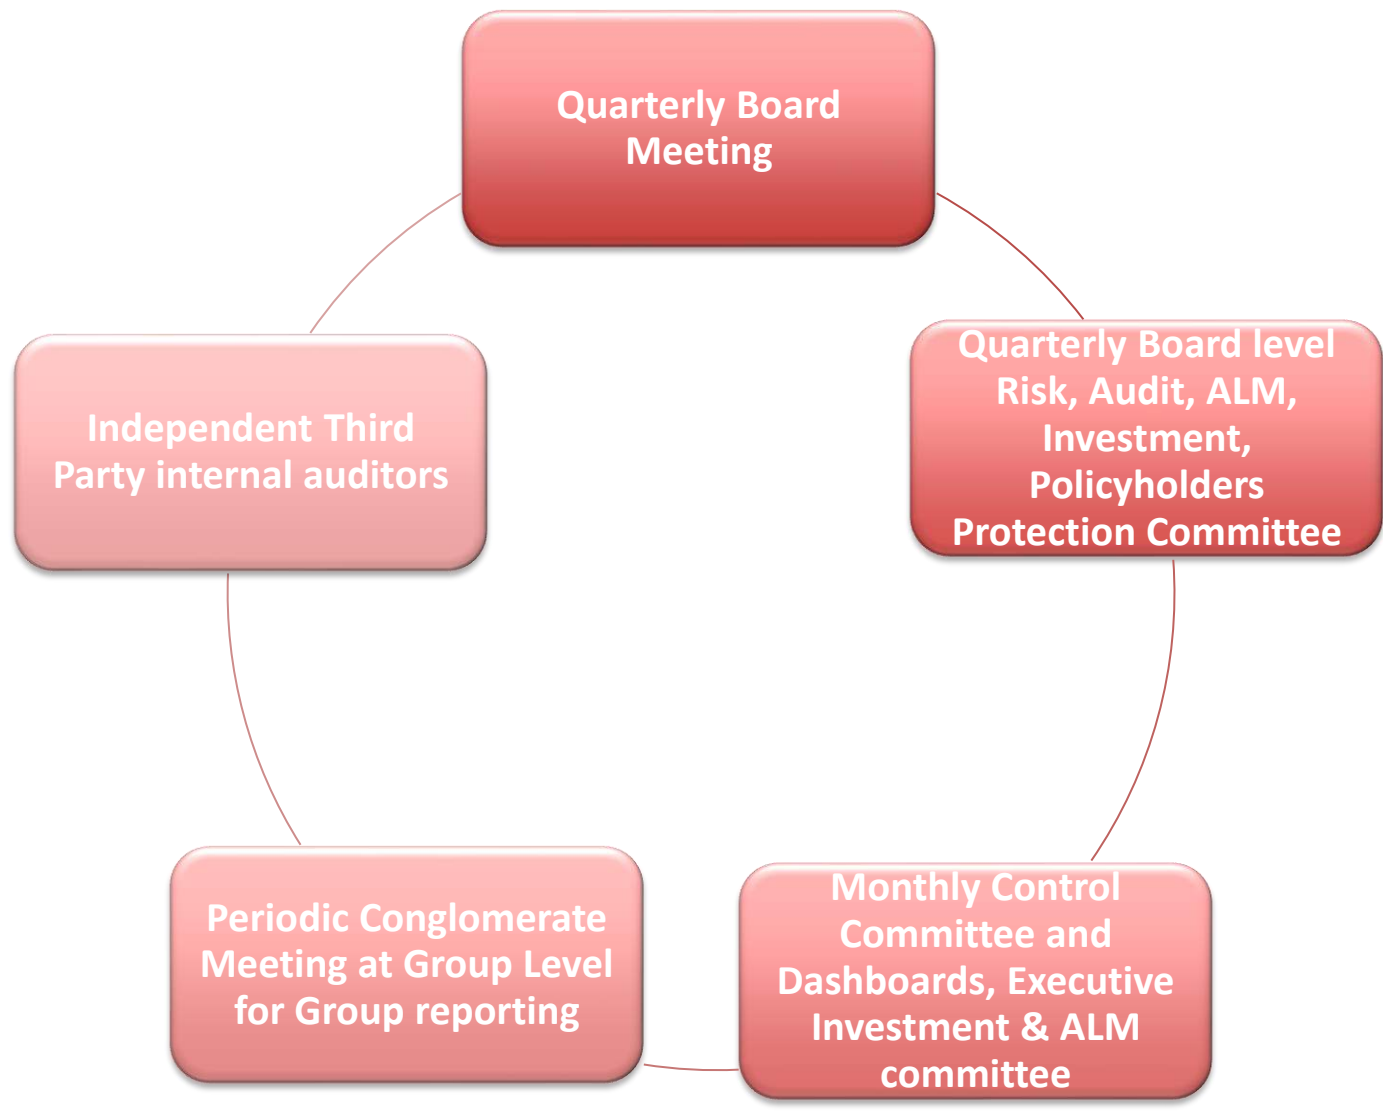 Quarterly Board
Meeting
Quarterly Board level
Risk, Audit, ALM,
Investment,
Policyholders
Protection Committee
Monthly Control
Committee and
Dashboards, Executive
Investment & ALM
committee
Periodic Conglomerate
Meeting at Group Level
for Group reporting
Independent Third
Party internal auditors